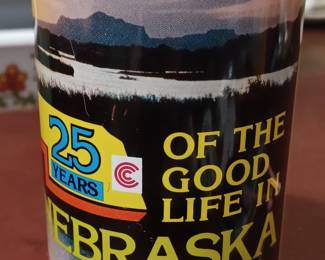 25
YEARS
OF THE
GOOD
LIFE IN
NEBRASKA